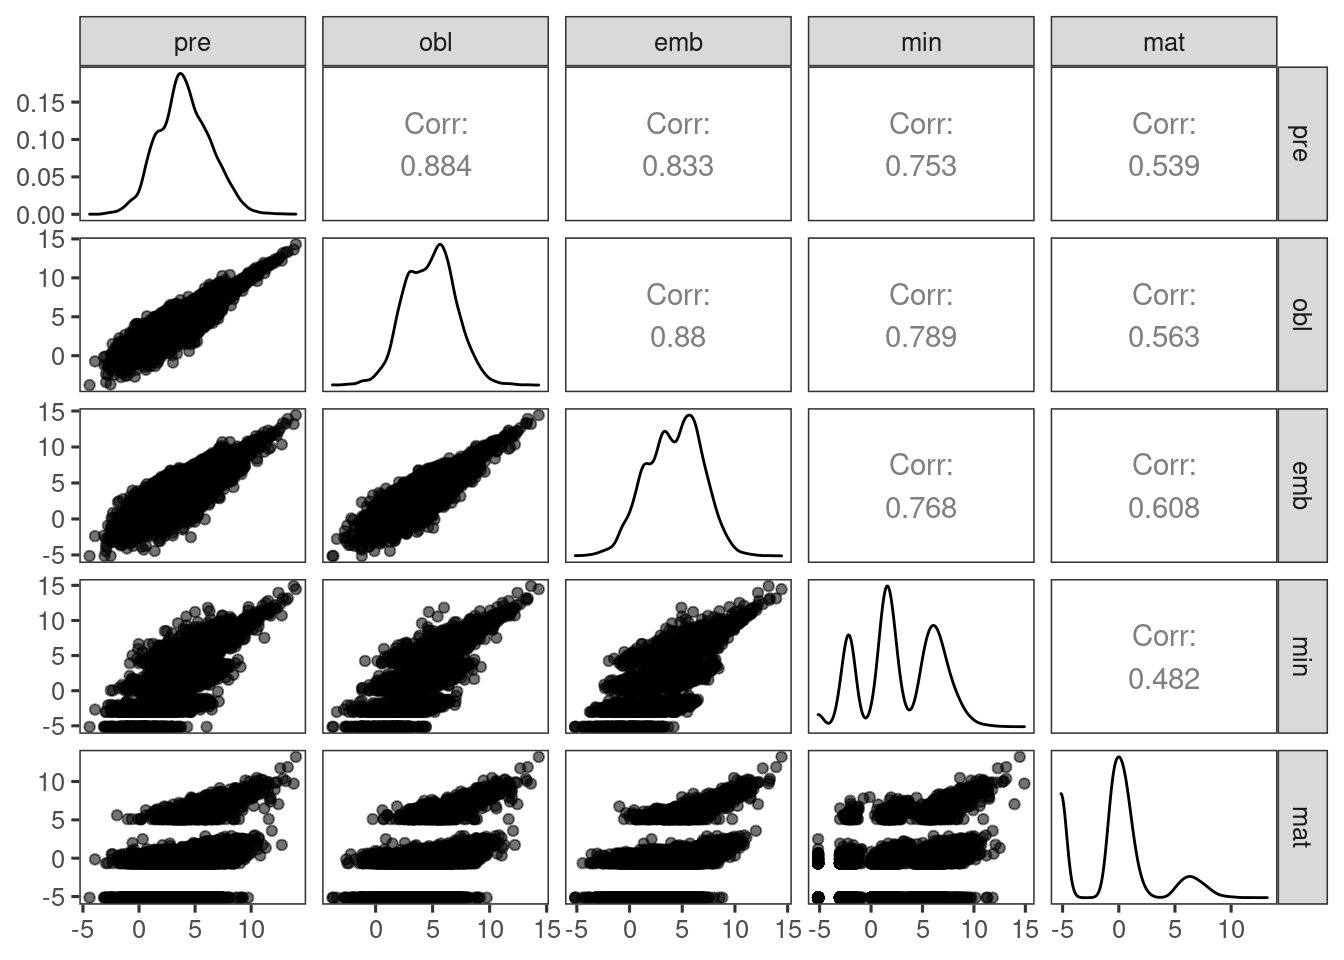 pre obl emb min mat
0.15
0.10
0.05
0.00
Corr: Corr: Corr: Corr:
0.884 0.833 0.753 0.539
pre
15
10
5
0
Corr: Corr: Corr:
0.88 0.789 0.563
obl
15
10
5
0
-5
Corr: Corr:
0.768 0.608
emb
15
10
5
0
-5
Corr:
0.482
min
10
5
0
-5
mat
-5 0 5 10 0 5 10 15 -5 0 5 10 15 -5 0 5 10 15 -5 0 5 10